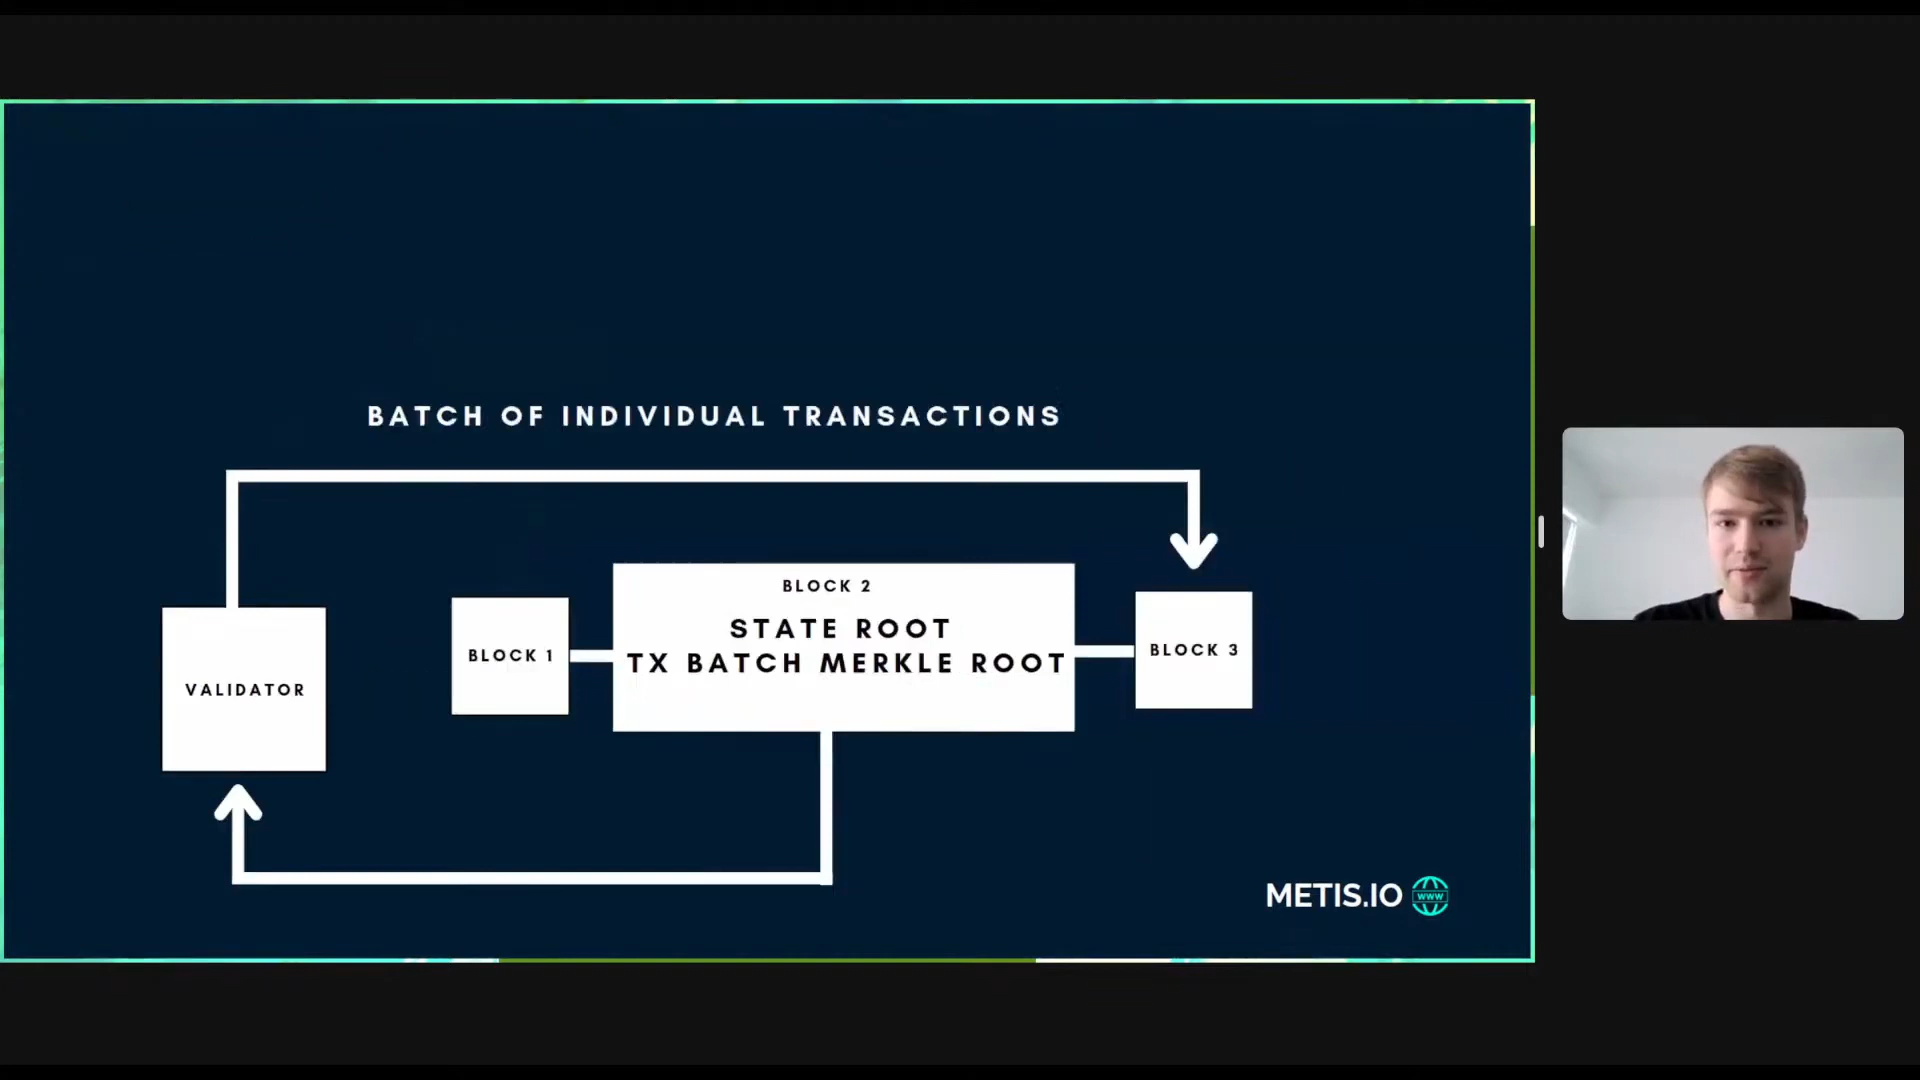 BATCH OF INDIVIDUAL TRANSACTIONS
BLOCK 2
STATE ROOT
TX BATCH MERKLE ROOT
BLOCK 1
BLOCK 3
VALIDATOR
METIS.IO
WWW